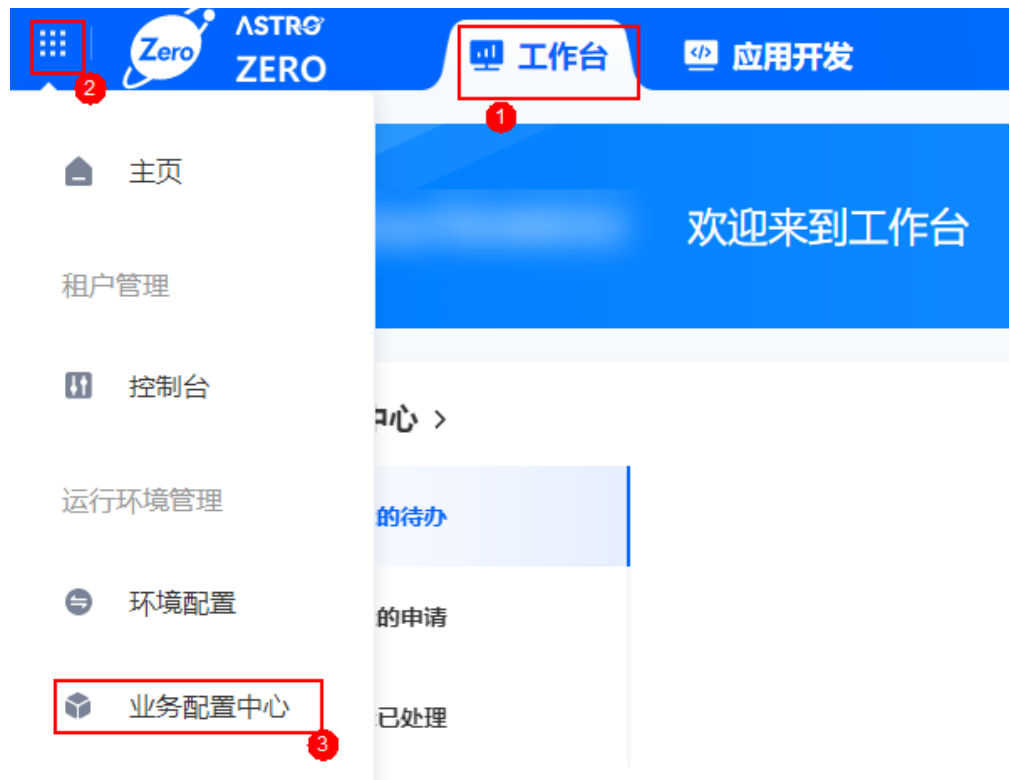 Zero
ASTRO
ZERO
工作台
应用开发
2
1
主页
欢迎来到工作台
租户管理
控制台
中心 >
运行环境管理
的待办
环境配置
的申请
业务配置中心
已处理
3